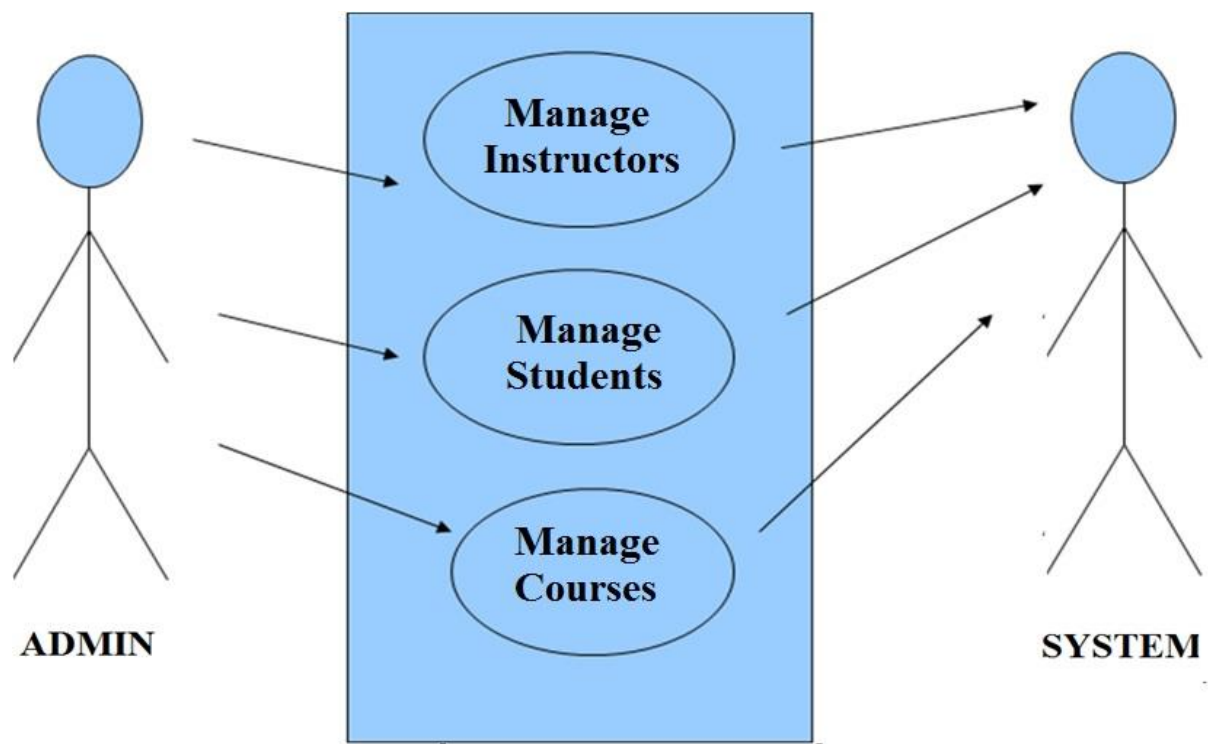 Manage
Instructors
Manage
Students
Manage
Courses
ADMIN
SYSTEM